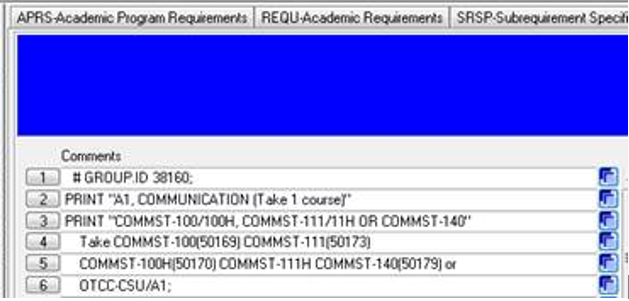 APRS-Academic Program Requirements REQU-Academic Requirements SRSP-Subrequirement Specifi
Comments
1 # GROUP.ID 38160;
2 PRINT "A1, COMMUNICATION (Take 1 course)"
3 PRINT "COMMST-100/100H, COMMST-111/11H OR COMMST-140"
4 Take COMMST-100(50169) COMMST-111(50173)
5 COMMST-100H(50170) COMMST-111H COMMST-140(50179) or
6 OTCC-CSU/A1;